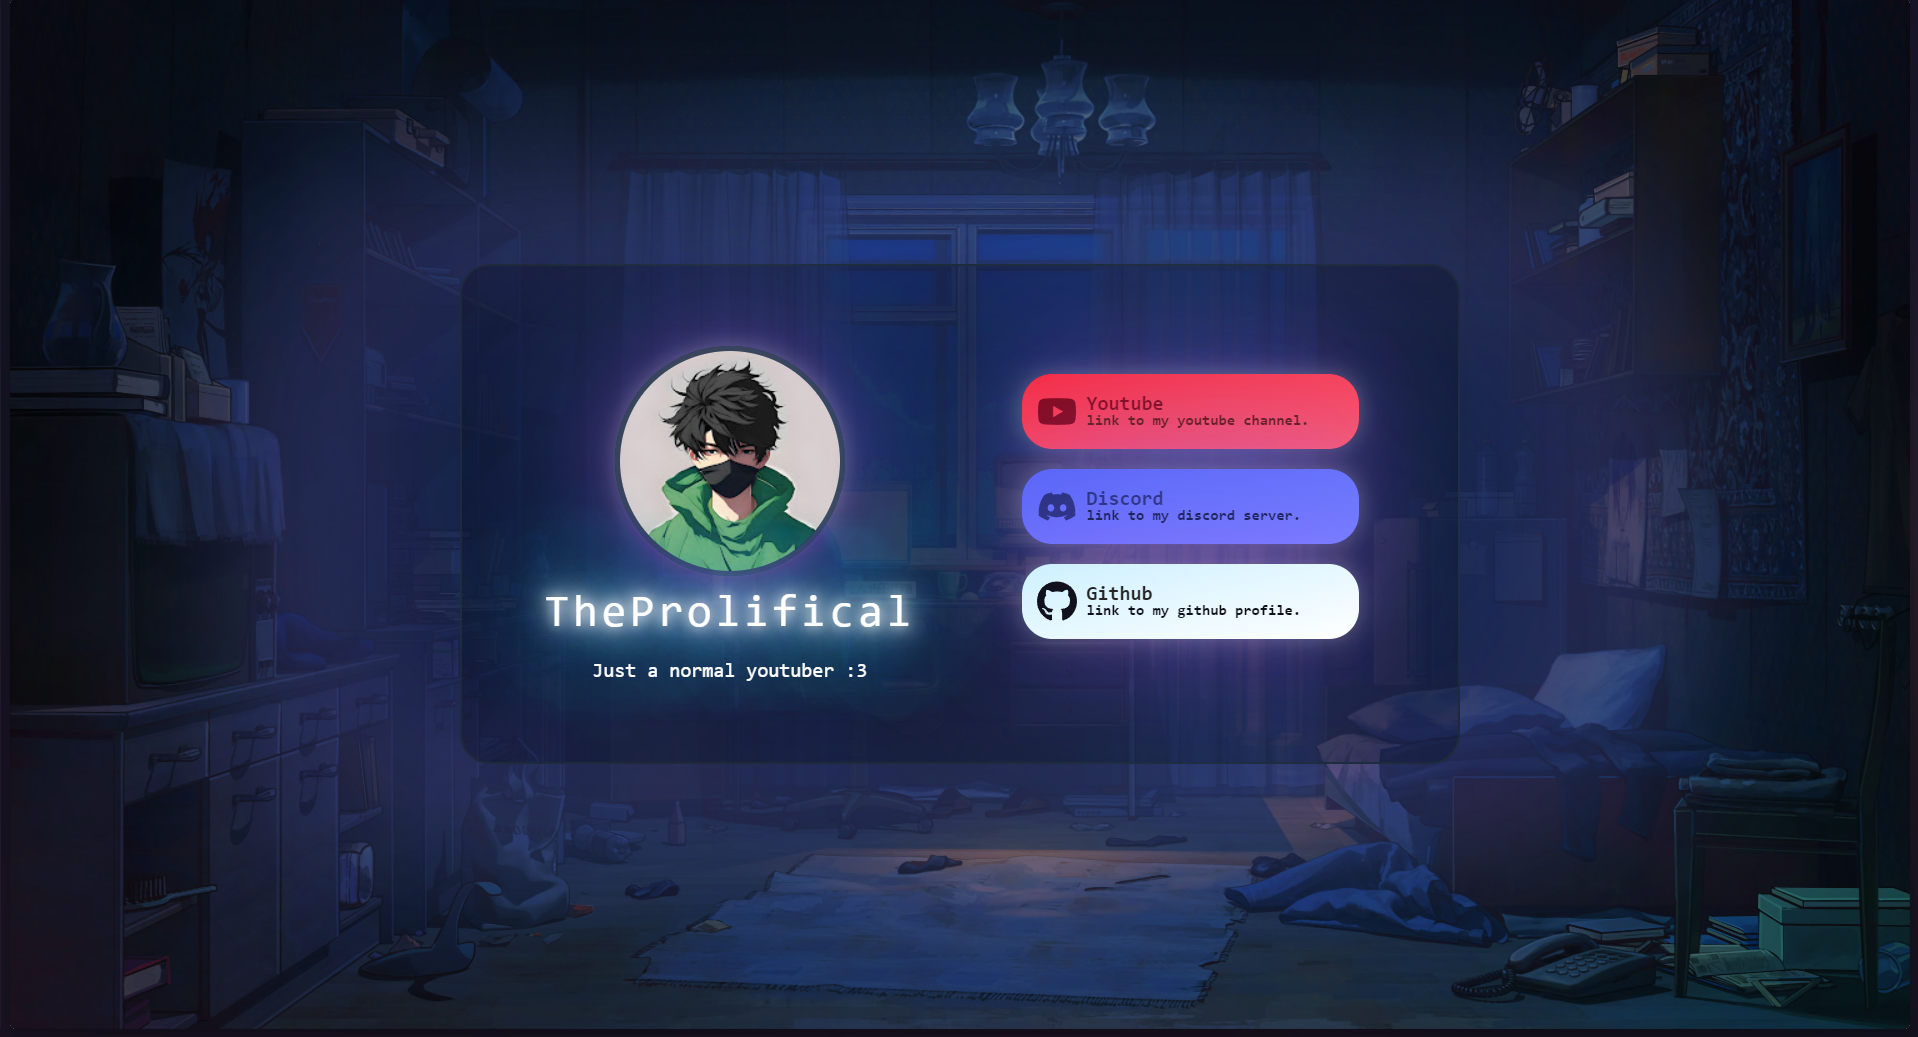 TheProlifical
Just a normal youtuber :3
Youtube
link to my youtube channel.
Discord
link to my discord server.
Github
link to my github profile.